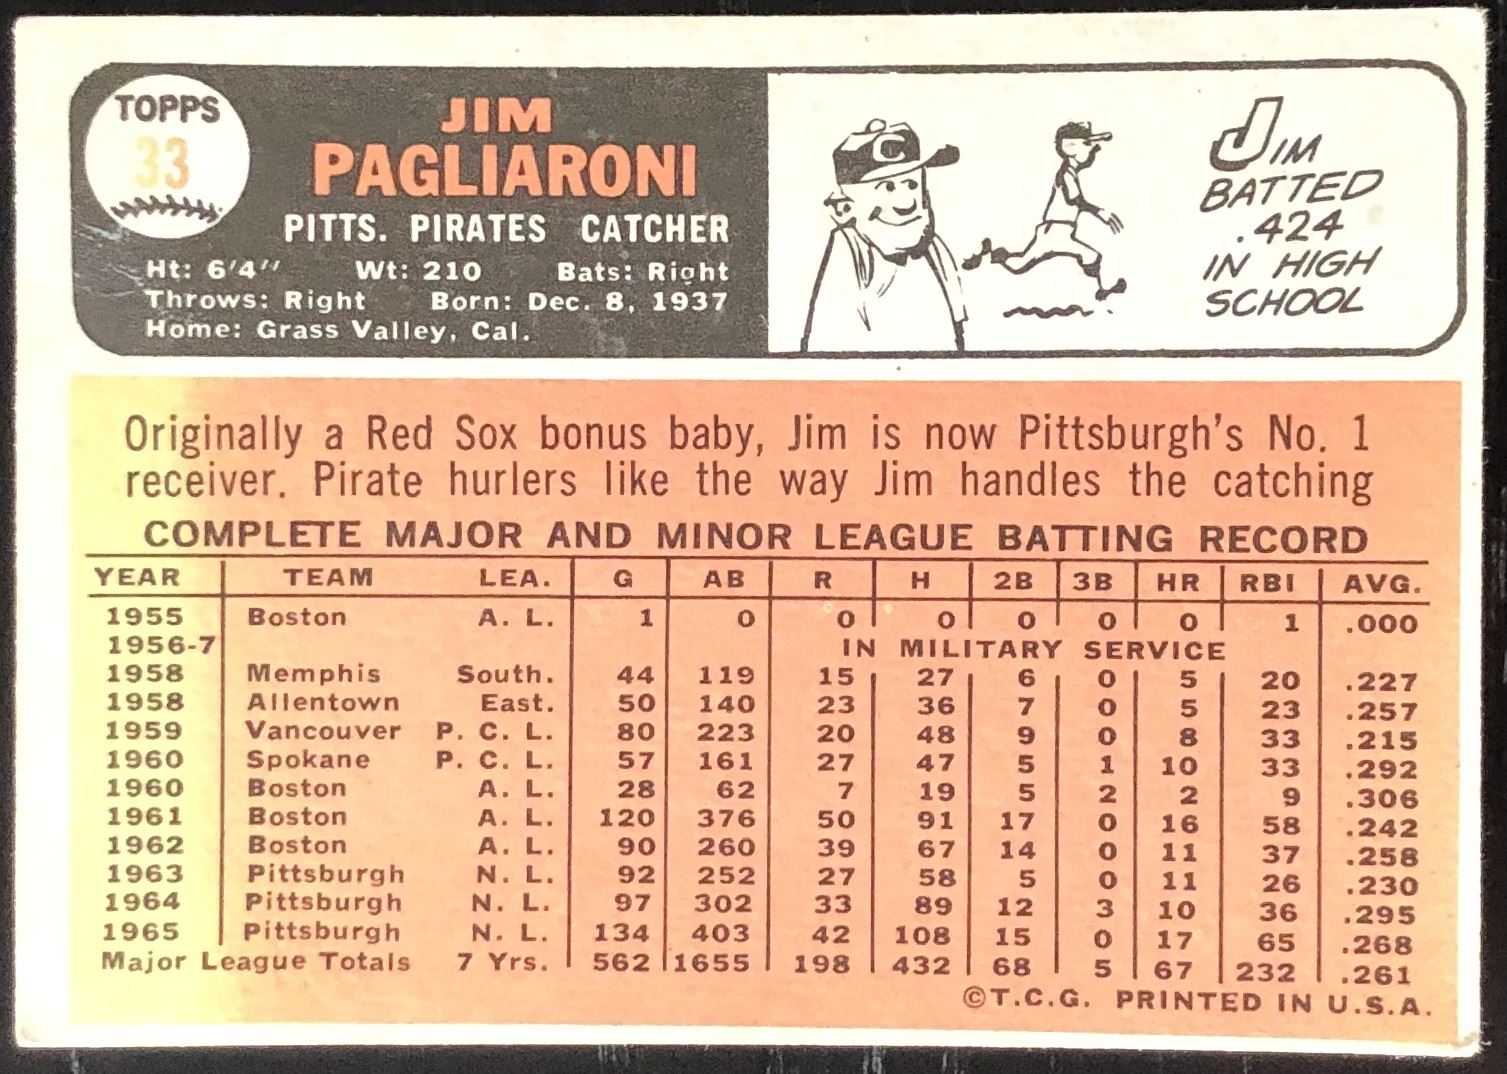 TOPPS
33
JIM
PAGLIARONI
PITTS. PIRATES CATCHER
Ht: 6'4" Wt: 210 Bats: Right
Throws: Right Born: Dec. 8, 1937
Home: Grass Valley, Cal.
C
JIM
BATTED
.424
IN HIGH
SCHOOL
Originally a Red Sox bonus baby, Jim is now Pittsburgh's No. 1
receiver. Pirate hurlers like the way Jim handles the catching
COMPLETE MAJOR AND MINOR LEAGUE BATTING RECORD
YEAR TEAM LEA. G AB R H 2B 3B HR RBI AVG.
1955 Boston A. L. 1 0 0 0 0 0 0 1 .000
1956-7 IN MILITARY SERVICE
1958 Memphis South. 44 119 15 27 6 0 5 20 .227
1958 Allentown East. 50 140 23 36 7 0 5 23 .257
1959 Vancouver P. C. L. 80 223 20 48 9 0 8 33 .215
1960 Spokane P. C. L. 57 161 27 47 5 1 10 33 .292
1960 Boston A. L. 28 62 7 19 5 2 2 9 .306
1961 Boston A. L. 120 376 50 91 17 0 16 58 .242
1962 Boston A. L. 90 260 39 67 14 0 11 37 .258
1963 Pittsburgh N. L. 92 252 27 58 5 0 11 26 .230
1964 Pittsburgh N. L. 97 302 33 89 12 3 10 36 .295
1965 Pittsburgh N. L. 134 403 42 108 15 0 17 65 .268
Major League Totals 7 Yrs. 562 1655 198 432 68 5 67 232 .261
©T.C.G. PRINTED IN U.S.A.